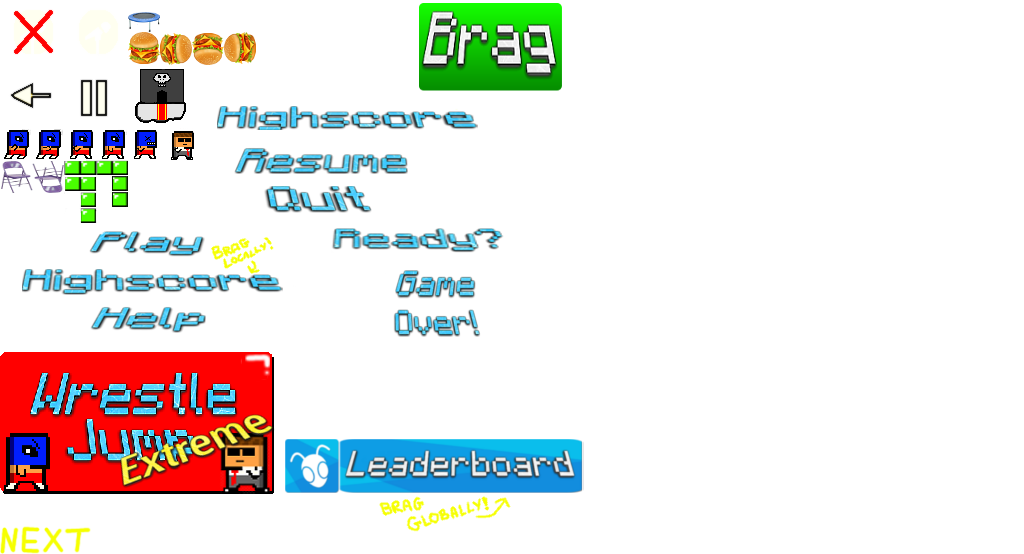 Brag
Highscore
Resume
Quit
Play
BRAG
LOCALLY!
Ready?
Highscore
Game
Over!
Help
Wrestle
Jump
Extreme
Leaderboard
BRAG
GLOBALLY!
NEXT